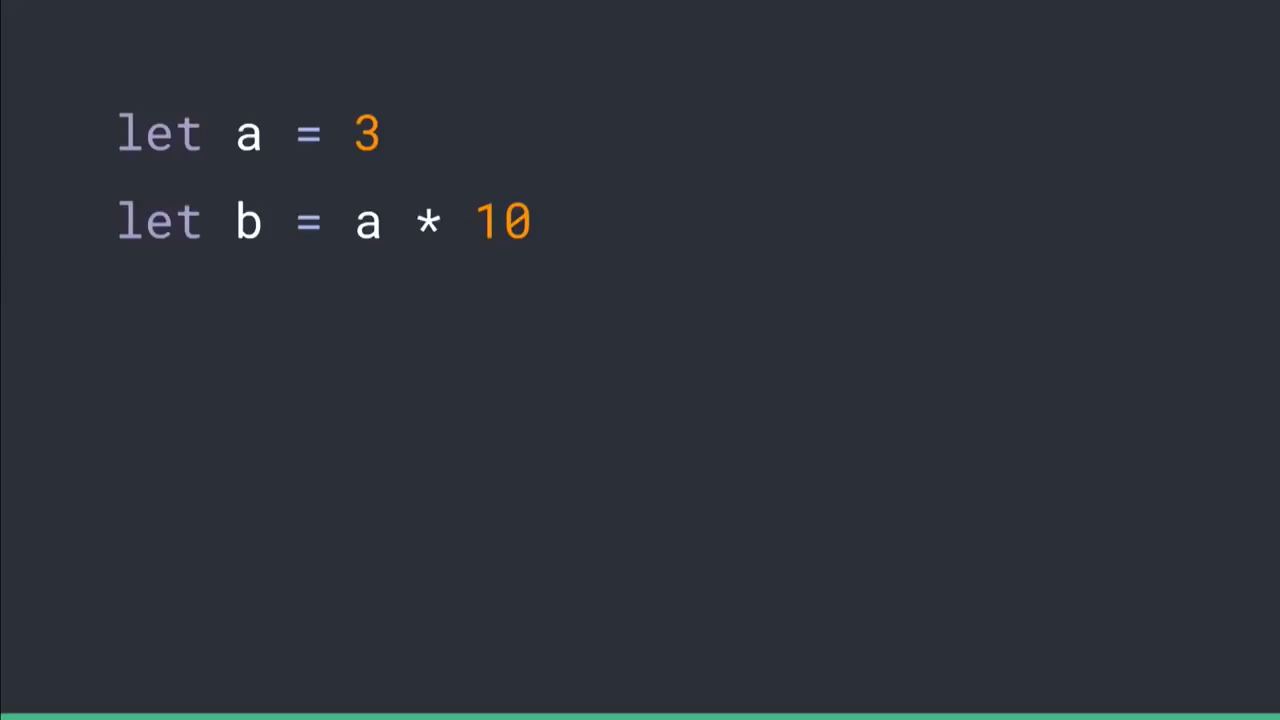 let a = 3
let b = a * 10